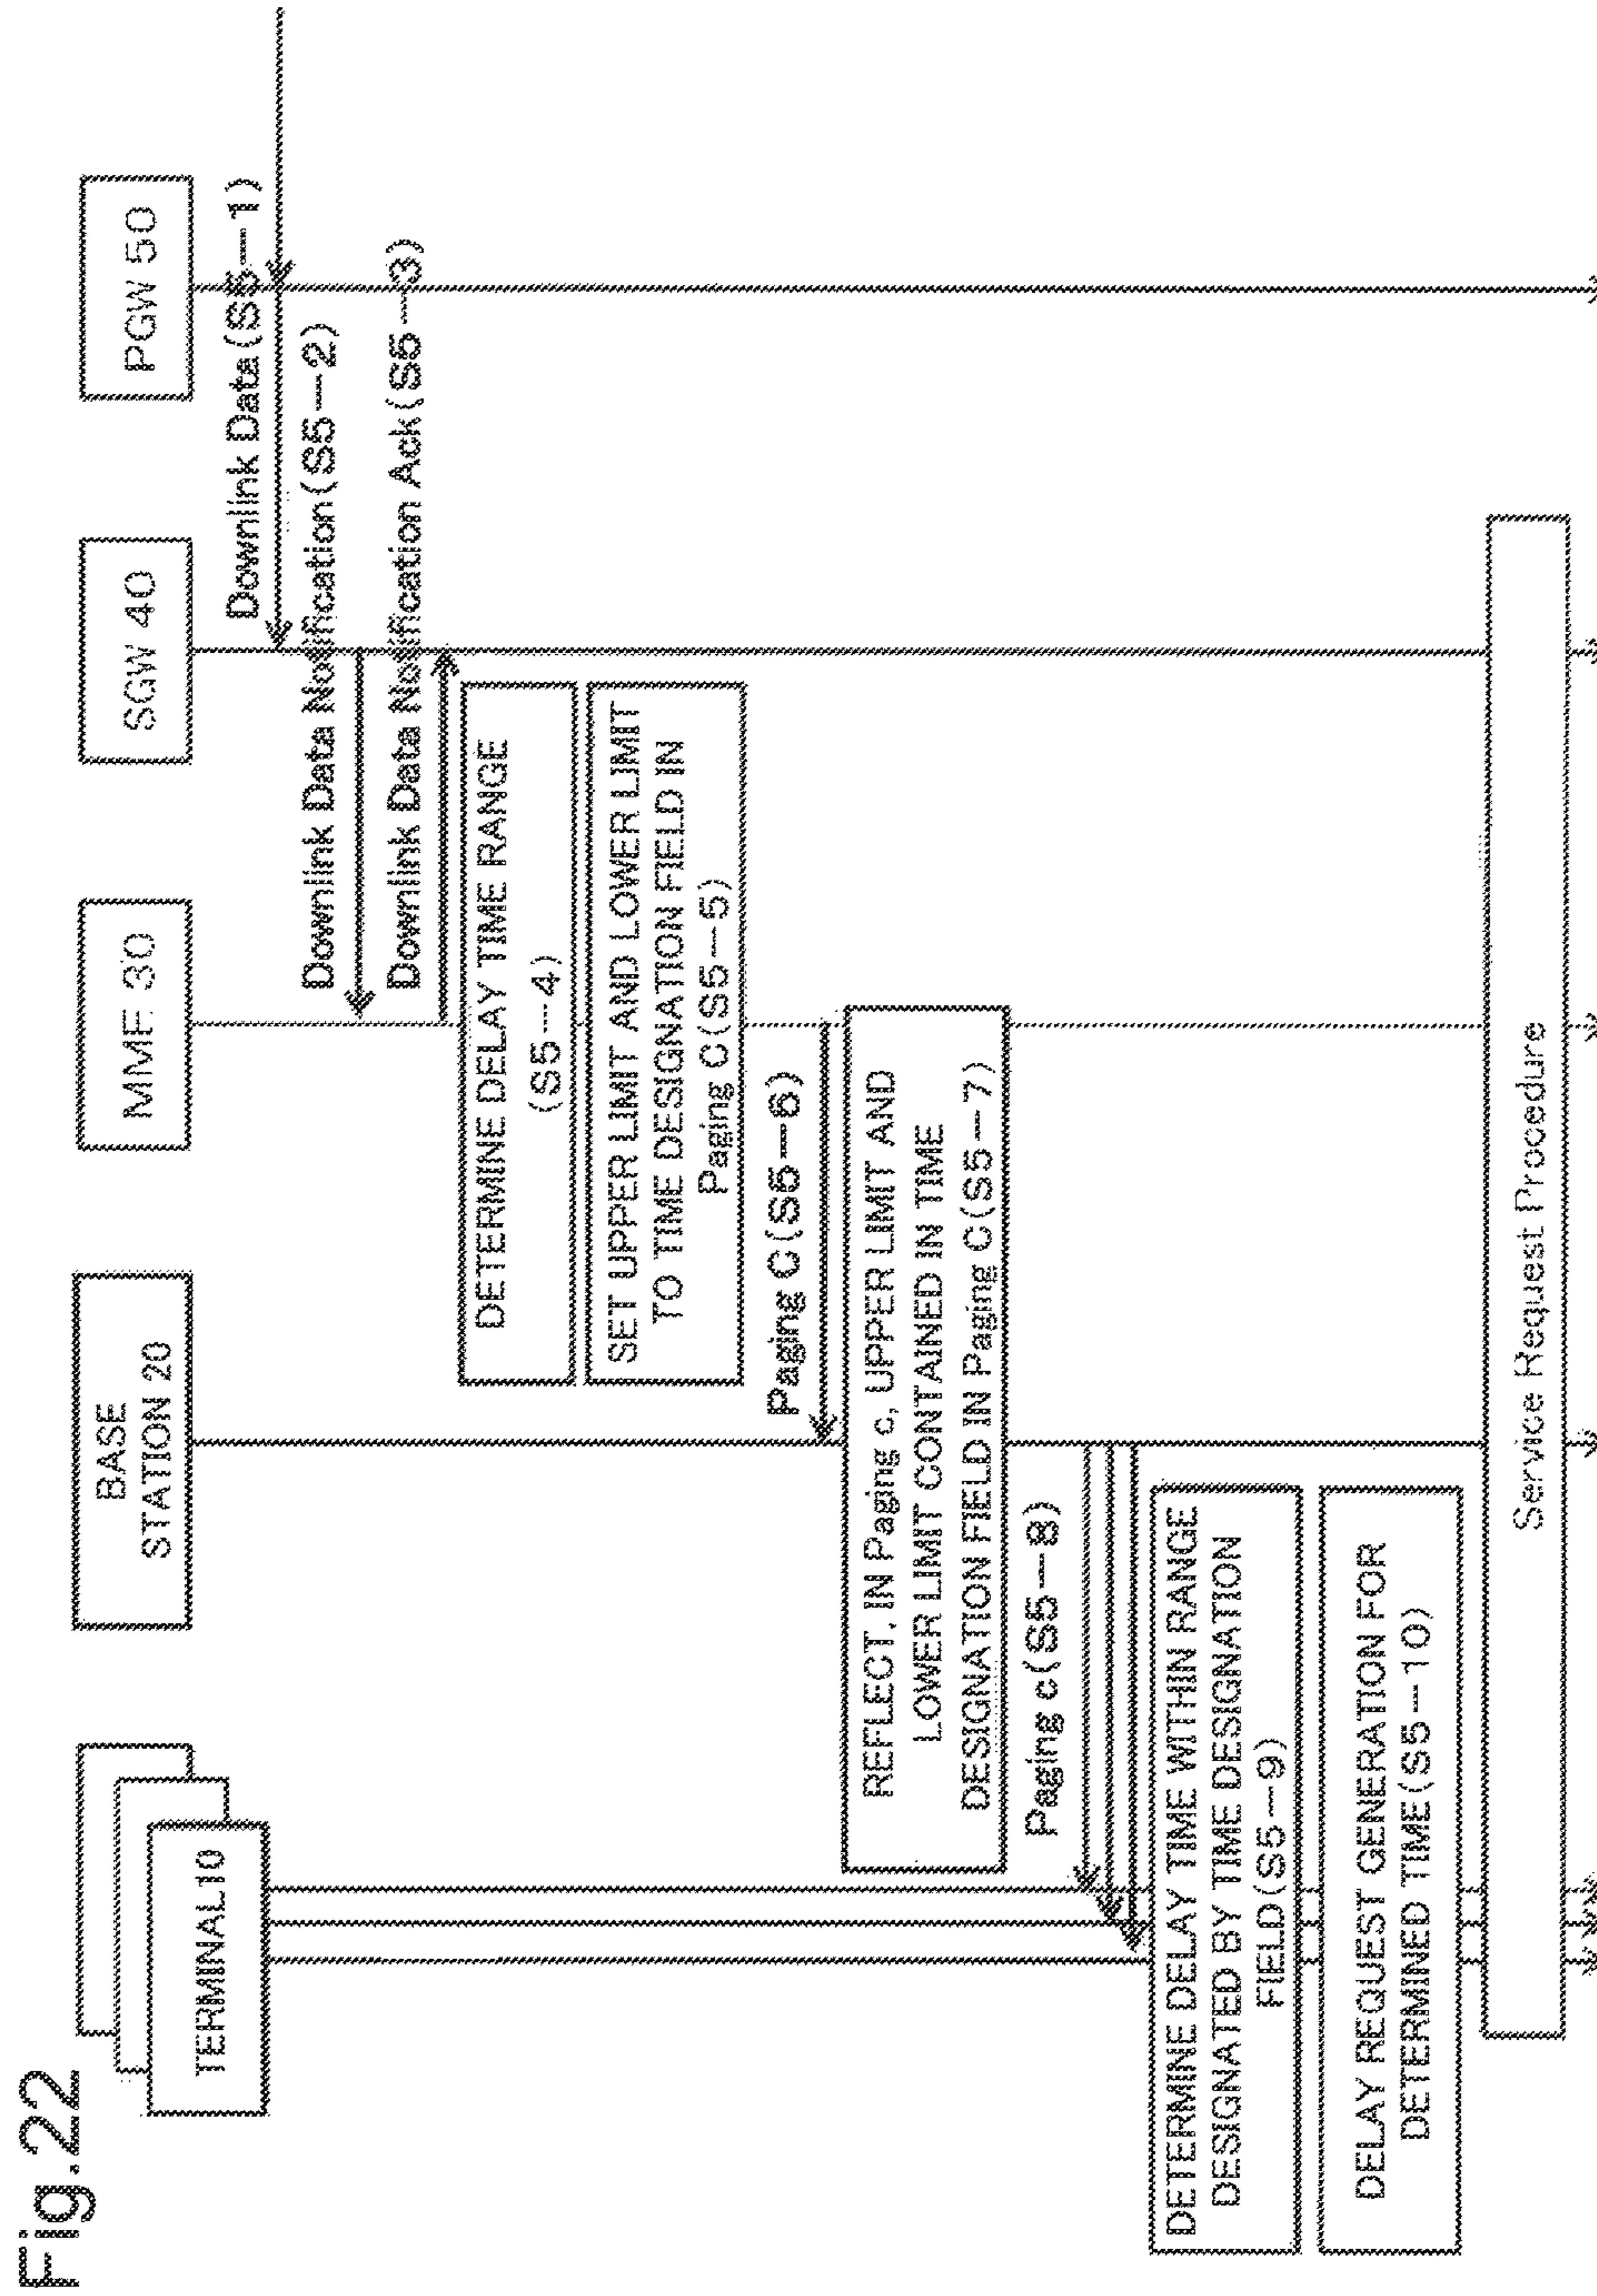 Fig.22
TERMINAL10
BASE
STATION 20
MME 30
SGW 40
PGW 50
Downlink Data(S5-1)
Downlink Data Notification(S5-2)
Downlink Data Notification Ack(S5-3)
DETERMINE DELAY TIME RANGE
(S5-4)
SET UPPER LIMIT AND LOWER LIMIT
TO TIME DESIGNATION FIELD IN
Paging C(S5-5)
Paging C(S5-6)
REFLECT, IN Paging c, UPPER LIMIT AND
LOWER LIMIT CONTAINED IN TIME
DESIGNATION FIELD IN Paging C(S5-7)
Paging c(S5-8)
DETERMINE DELAY TIME WITHIN RANGE
DESIGNATED BY TIME DESIGNATION
FIELD(S5-9)
DELAY REQUEST GENERATION FOR
DETERMINED TIME(S5-10)
Service Request Procedure